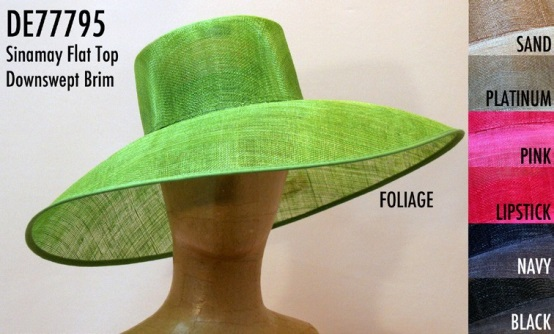 DE77795
Sinamay Flat Top
Downswept Brim
FOLIAGE
SAND
PLATINUM
PINK
LIPSTICK
NAVY
BLACK